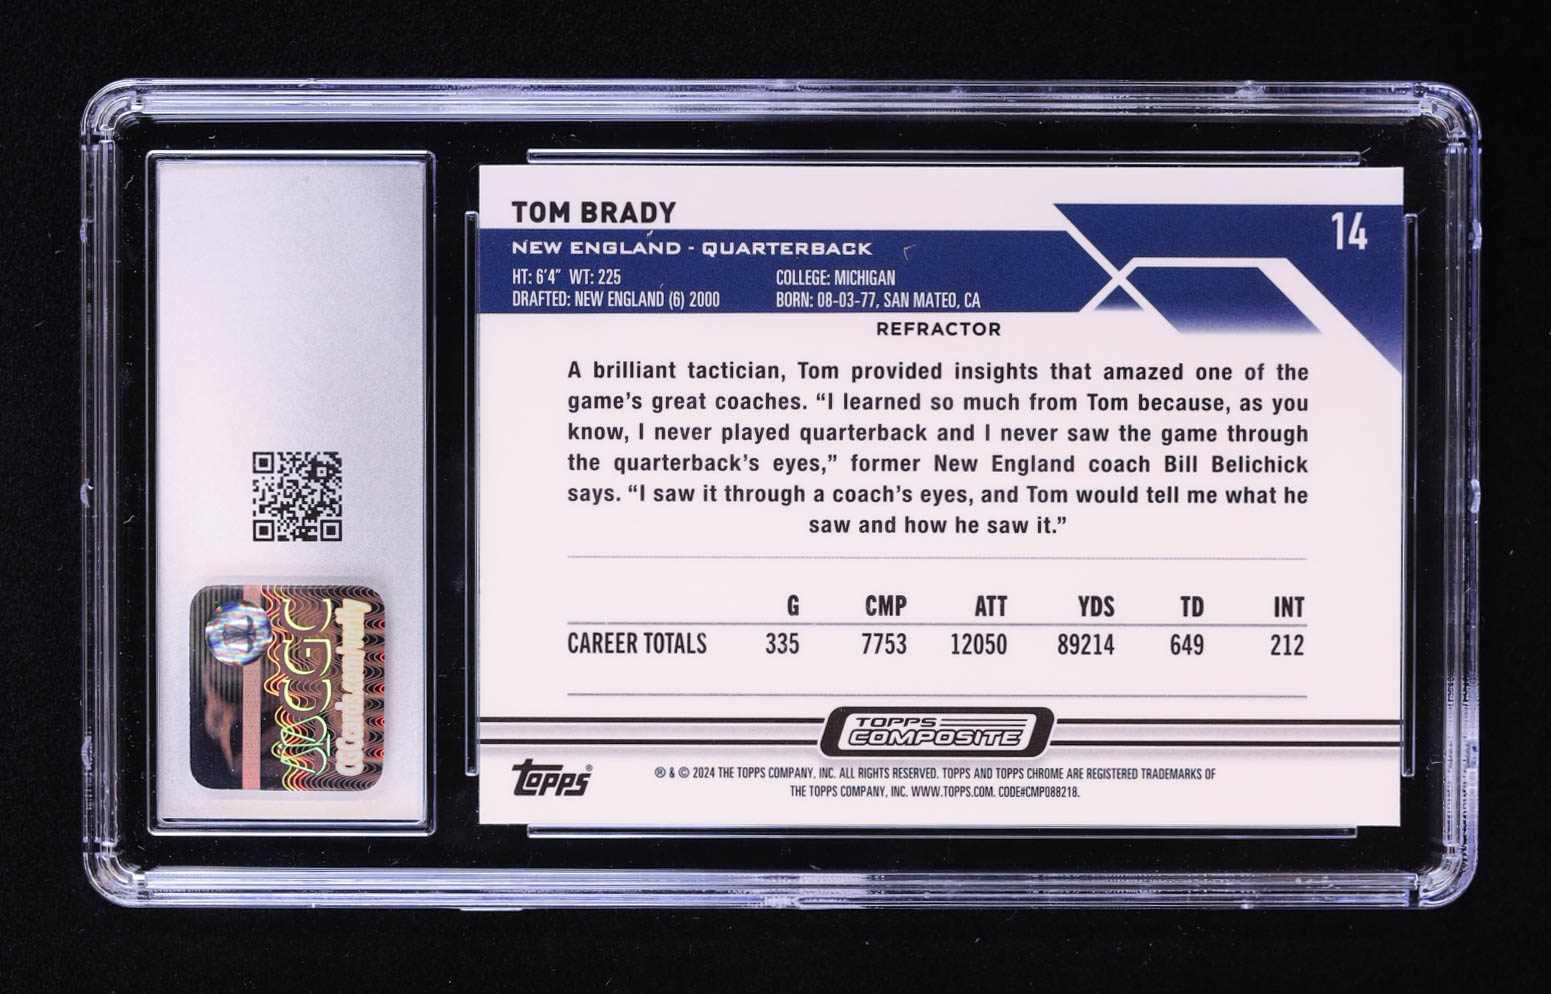 TOM BRADY
14
NEW ENGLAND - QUARTERBACK
HT: 6'4" WT: 225
COLLEGE: MICHIGAN
DRAFTED: NEW ENGLAND (6) 2000
BORN: 08-03-77, SAN MATEO, CA
REFRACTOR
A brilliant tactician, Tom provided insights that amazed one of the
game's great coaches. “I learned so much from Tom because, as you
know, I never played quarterback and I never saw the game through
the quarterback's eyes,” former New England coach Bill Belichick
says. “I saw it through a coach's eyes, and Tom would tell me what he
saw and how he saw it.”
G CMP ATT YDS TD INT
CAREER TOTALS 335 7753 12050 89214 649 212
TOPPS
COMPOSITE
TOPPS®
® & © 2024 THE TOPPS COMPANY, INC. ALL RIGHTS RESERVED. TOPPS AND TOPPS CHROME ARE REGISTERED TRADEMARKS OF
THE TOPPS COMPANY, INC. WWW.TOPPS.COM. CODE#CMP088218.